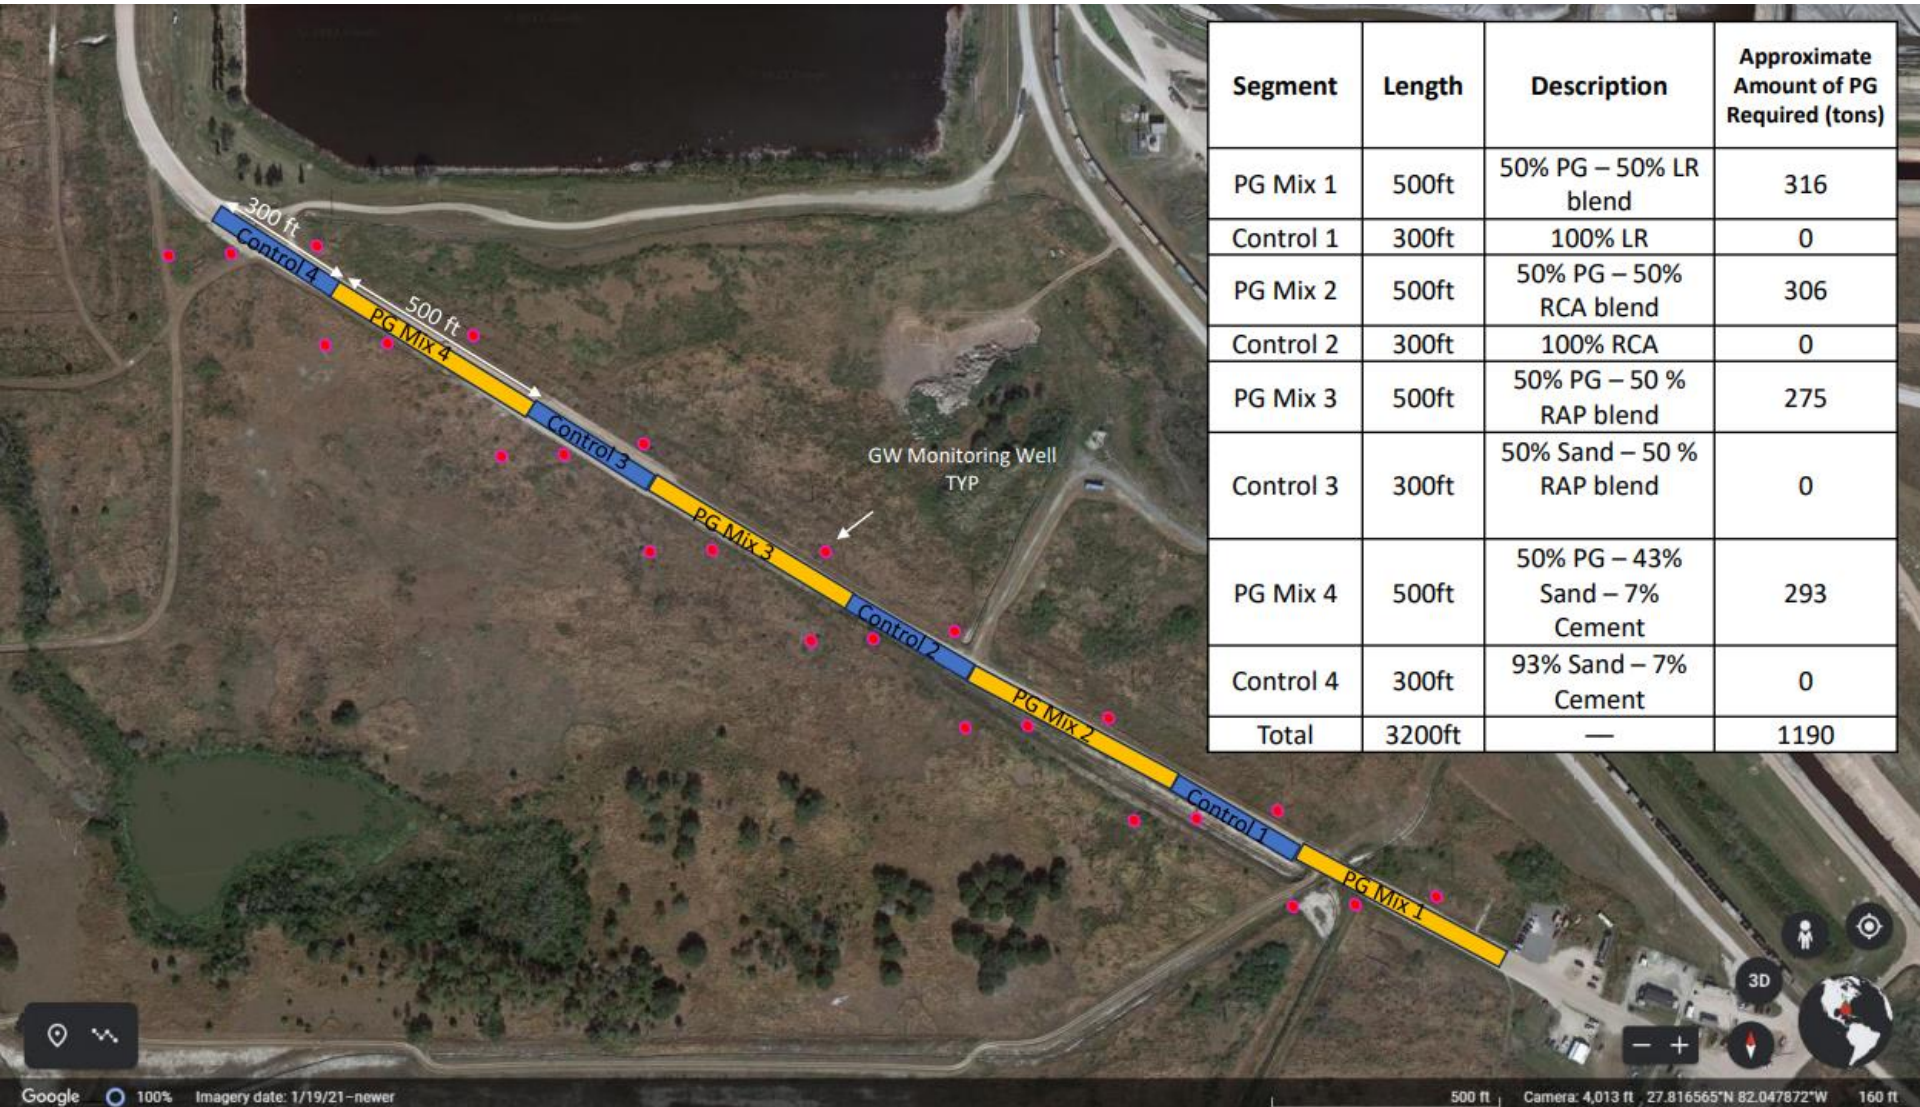 300 ft
Control 4
500 ft
PG Mix 4
Control 3
GW Monitoring Well
TYP
PG Mix 3
Control 2
PG Mix 2
Control 1
PG Mix 1
Segment Length Description Approximate
Amount of PG
Required (tons)
PG Mix 1 500ft 50% PG – 50% LR
blend 316
Control 1 300ft 100% LR 0
PG Mix 2 500ft 50% PG – 50%
RCA blend 306
Control 2 300ft 100% RCA 0
PG Mix 3 500ft 50% PG – 50 %
RAP blend 275
Control 3 300ft 50% Sand – 50 %
RAP blend 0
PG Mix 4 500ft 50% PG – 43%
Sand – 7%
Cement 293
Control 4 300ft 93% Sand – 7%
Cement 0
Total 3200ft — 1190
3D
Google 100% Imagery date: 1/19/21–newer 500 ft Camera: 4,013 ft 27.816565°N 82.047872°W 160 ft